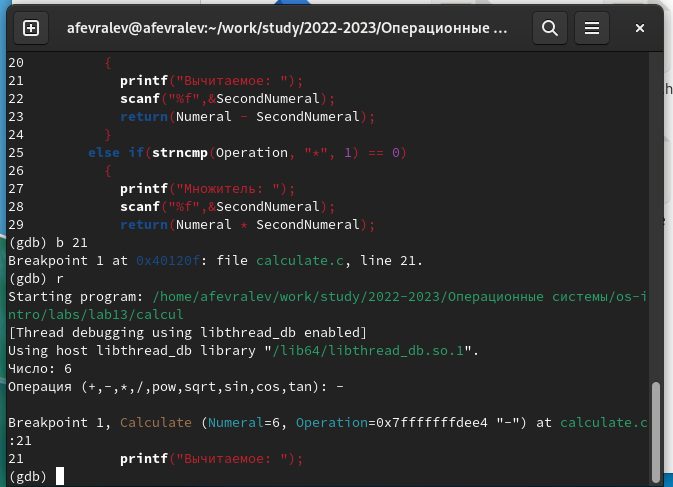 afevralev@afevralev:~/work/study/2022-2023/Операционные ...
20 {
21 printf("Вычитаемое: ");
22 scanf("%f",&SecondNumeral);
23 return(Numeral - SecondNumeral);
24 }
25 else if(strncmp(Operation, "*", 1) == 0)
26 {
27 printf("Множитель: ");
28 scanf("%f",&SecondNumeral);
29 return(Numeral * SecondNumeral);
(gdb) b 21
Breakpoint 1 at 0x40120f: file calculate.c, line 21.
(gdb) r
Starting program: /home/afevralev/work/study/2022-2023/Операционные системы/os-i
ntro/labs/lab13/calcul
[Thread debugging using libthread_db enabled]
Using host libthread_db library "/lib64/libthread_db.so.1".
Число: 6
Операция (+,-,*,/,pow,sqrt,sin,cos,tan): -
Breakpoint 1, Calculate (Numeral=6, Operation=0x7fffffffdee4 "-") at calculate.c
:21
21 printf("Вычитаемое: ");
(gdb)